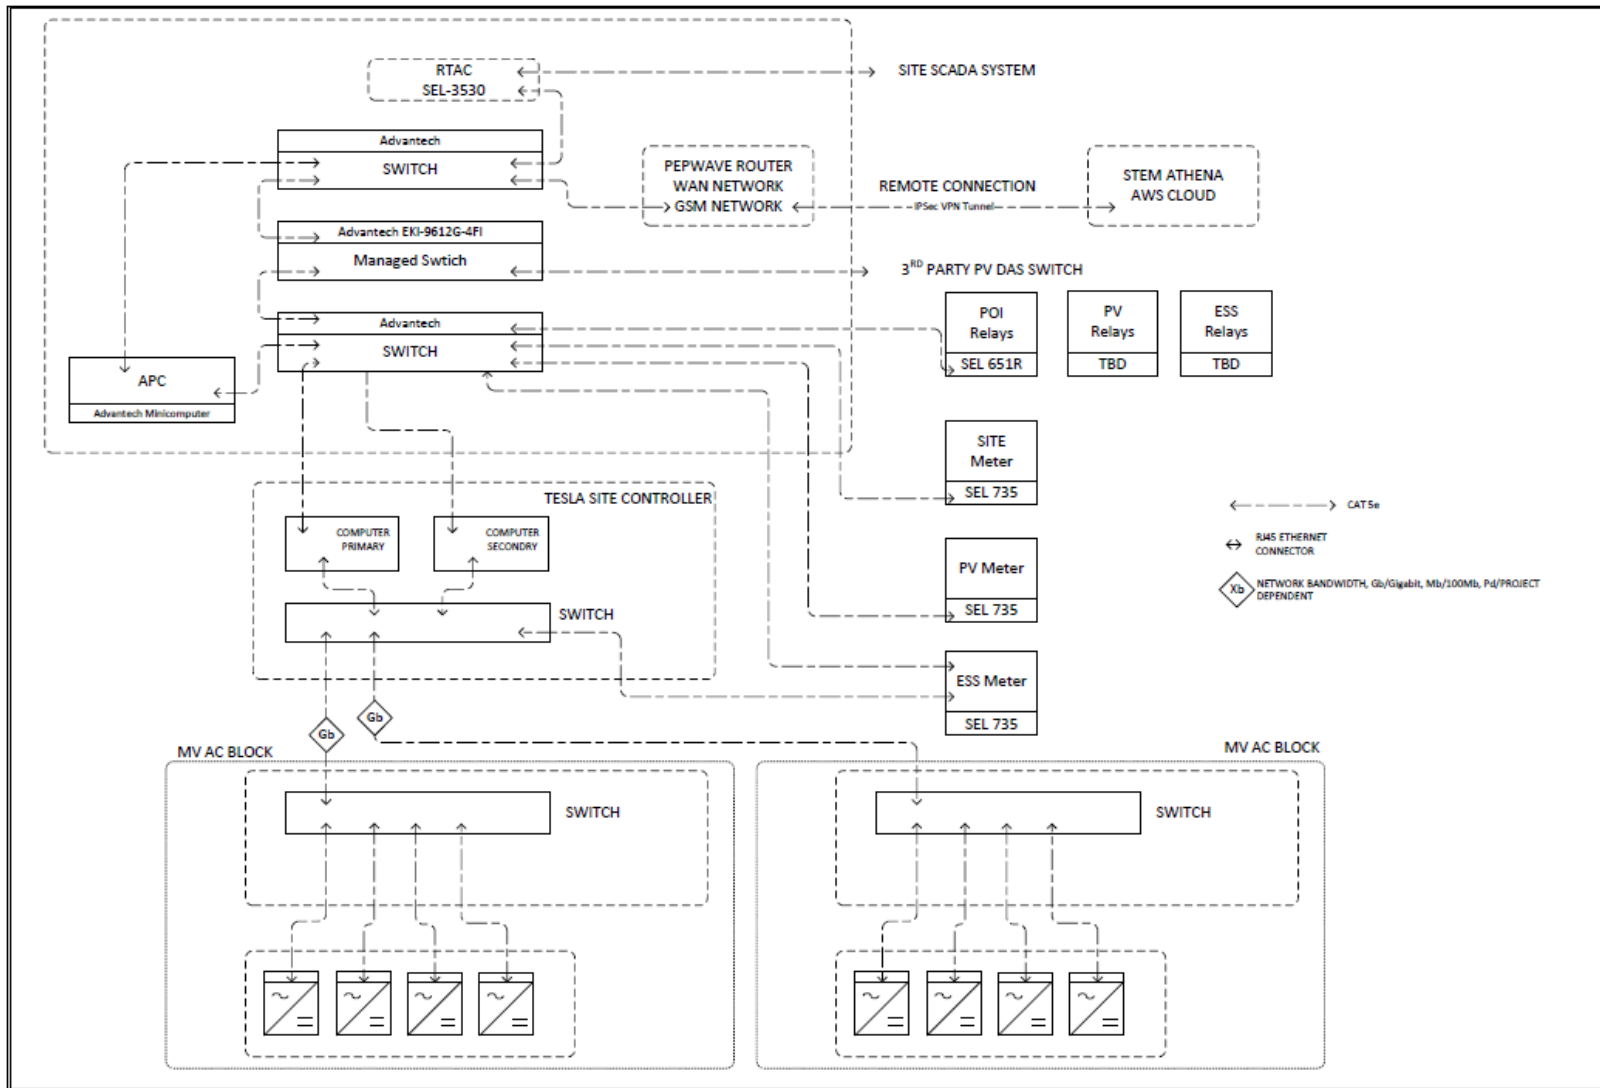 RTAC
SEL-3530
SITE SCADA SYSTEM
Advantech
SWITCH
PEPWAVE ROUTER
WAN NETWORK
GSM NETWORK
REMOTE CONNECTION
IPSec VPN Tunnel
STEM ATHENA
AWS CLOUD
Advantech EKI-9612G-4FI
Managed Swtich
3RD PARTY PV DAS SWITCH
Advantech
SWITCH
POI
Relays
SEL 651R
PV
Relays
TBD
ESS
Relays
TBD
APC
Advantech Minicomputer
SITE
Meter
SEL 735
TESLA SITE CONTROLLER
COMPUTER
PRIMARY
COMPUTER
SECONDRY
SWITCH
PV Meter
SEL 735
ESS Meter
SEL 735
CAT5e
RJ45 ETHERNET
CONNECTOR
Xb
NETWORK BANDWIDTH, Gb/Gigabit, Mb/100Mb, Pd/PROJECT
DEPENDENT
Gb
Gb
MV AC BLOCK
SWITCH
MV AC BLOCK
SWITCH